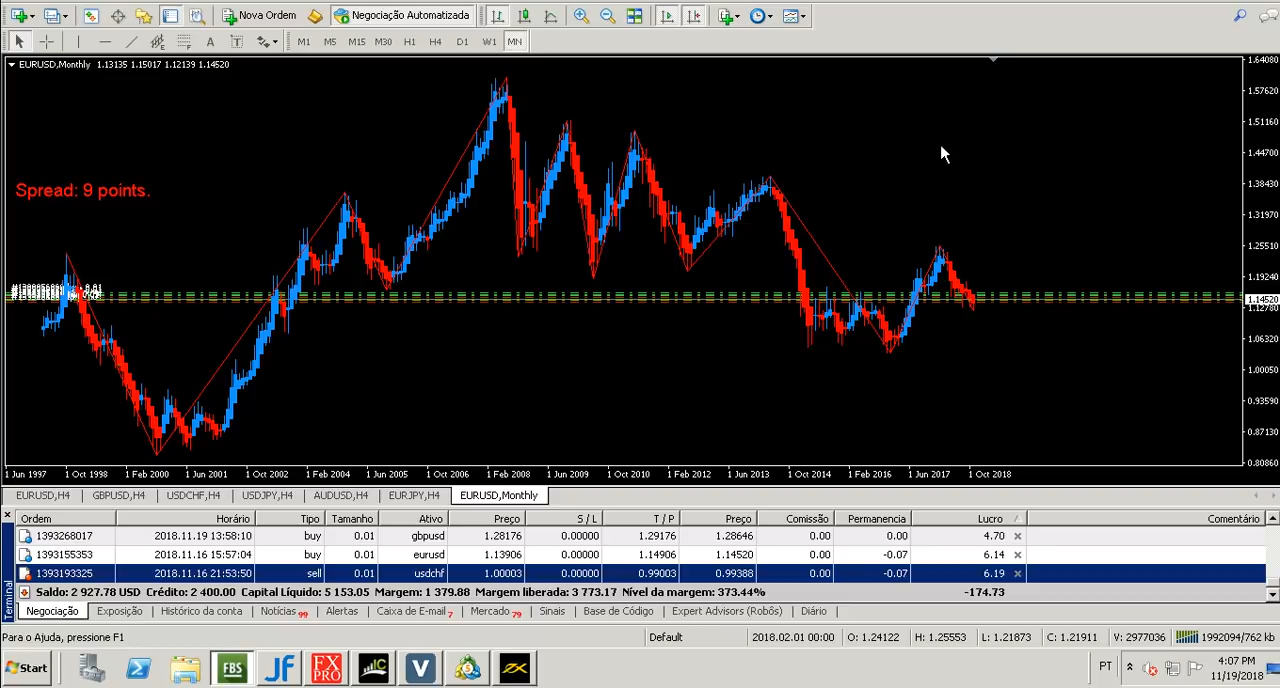 Nova Ordem Negociação Automatizada
A T M1 M5 M15 M30 H1 H4 D1 W1 MN
EURUSD,Monthly 1.13135 1.15017 1.12139 1.14520
Spread: 9 points.
1.64080
1.57620
1.51160
1.44700
1.38430
1.31970
1.25510
1.19240
1.14520
1.12780
1.06320
1.00050
0.93590
0.87130
0.80860
1 Jun 1997 1 Oct 1998 1 Feb 2000 1 Jun 2001 1 Oct 2002 1 Feb 2004 1 Jun 2005 1 Oct 2006 1 Feb 2008 1 Jun 2009 1 Oct 2010 1 Feb 2012 1 Jun 2013 1 Oct 2014 1 Feb 2016 1 Jun 2017 1 Oct 2018
EURUSD,H4 GBPUSD,H4 USDCHF,H4 USDJPY,H4 AUDUSD,H4 EURJPY,H4 EURUSD,Monthly
Ordem Horário Tipo Tamanho Ativo Preço S / L T / P Preço Comissão Permanencia Lucro Comentário
1393268017 2018.11.19 13:58:10 buy 0.01 gbpusd 1.28176 0.00000 1.29176 1.28646 0.00 0.00 4.70
1393155353 2018.11.16 15:57:04 buy 0.01 eurusd 1.13906 0.00000 1.14906 1.14520 0.00 -0.07 6.14
1393193325 2018.11.16 21:53:50 sell 0.01 usdchf 1.00003 0.00000 0.99003 0.99388 0.00 -0.07 6.19
Saldo: 2 927.78 USD Crédito: 2 400.00 Capital Líquido: 5 153.05 Margem: 1 379.88 Margem liberada: 3 773.17 Nível da margem: 373.44% -174.73
Terminal
Negociação Exposição Histórico da conta Notícias 99 Alertas Caixa de E-mail 7 Mercado 79 Sinais Base de Código Expert Advisors (Robôs) Diário
Para o Ajuda, pressione F1 Default 2018.02.01 00:00 O: 1.24122 H: 1.25553 L: 1.21873 C: 1.21911 V: 2977036 1992094/762 kb
Start FBS JF FX PRO IC V ZX PT 4:07 PM
11/19/2018